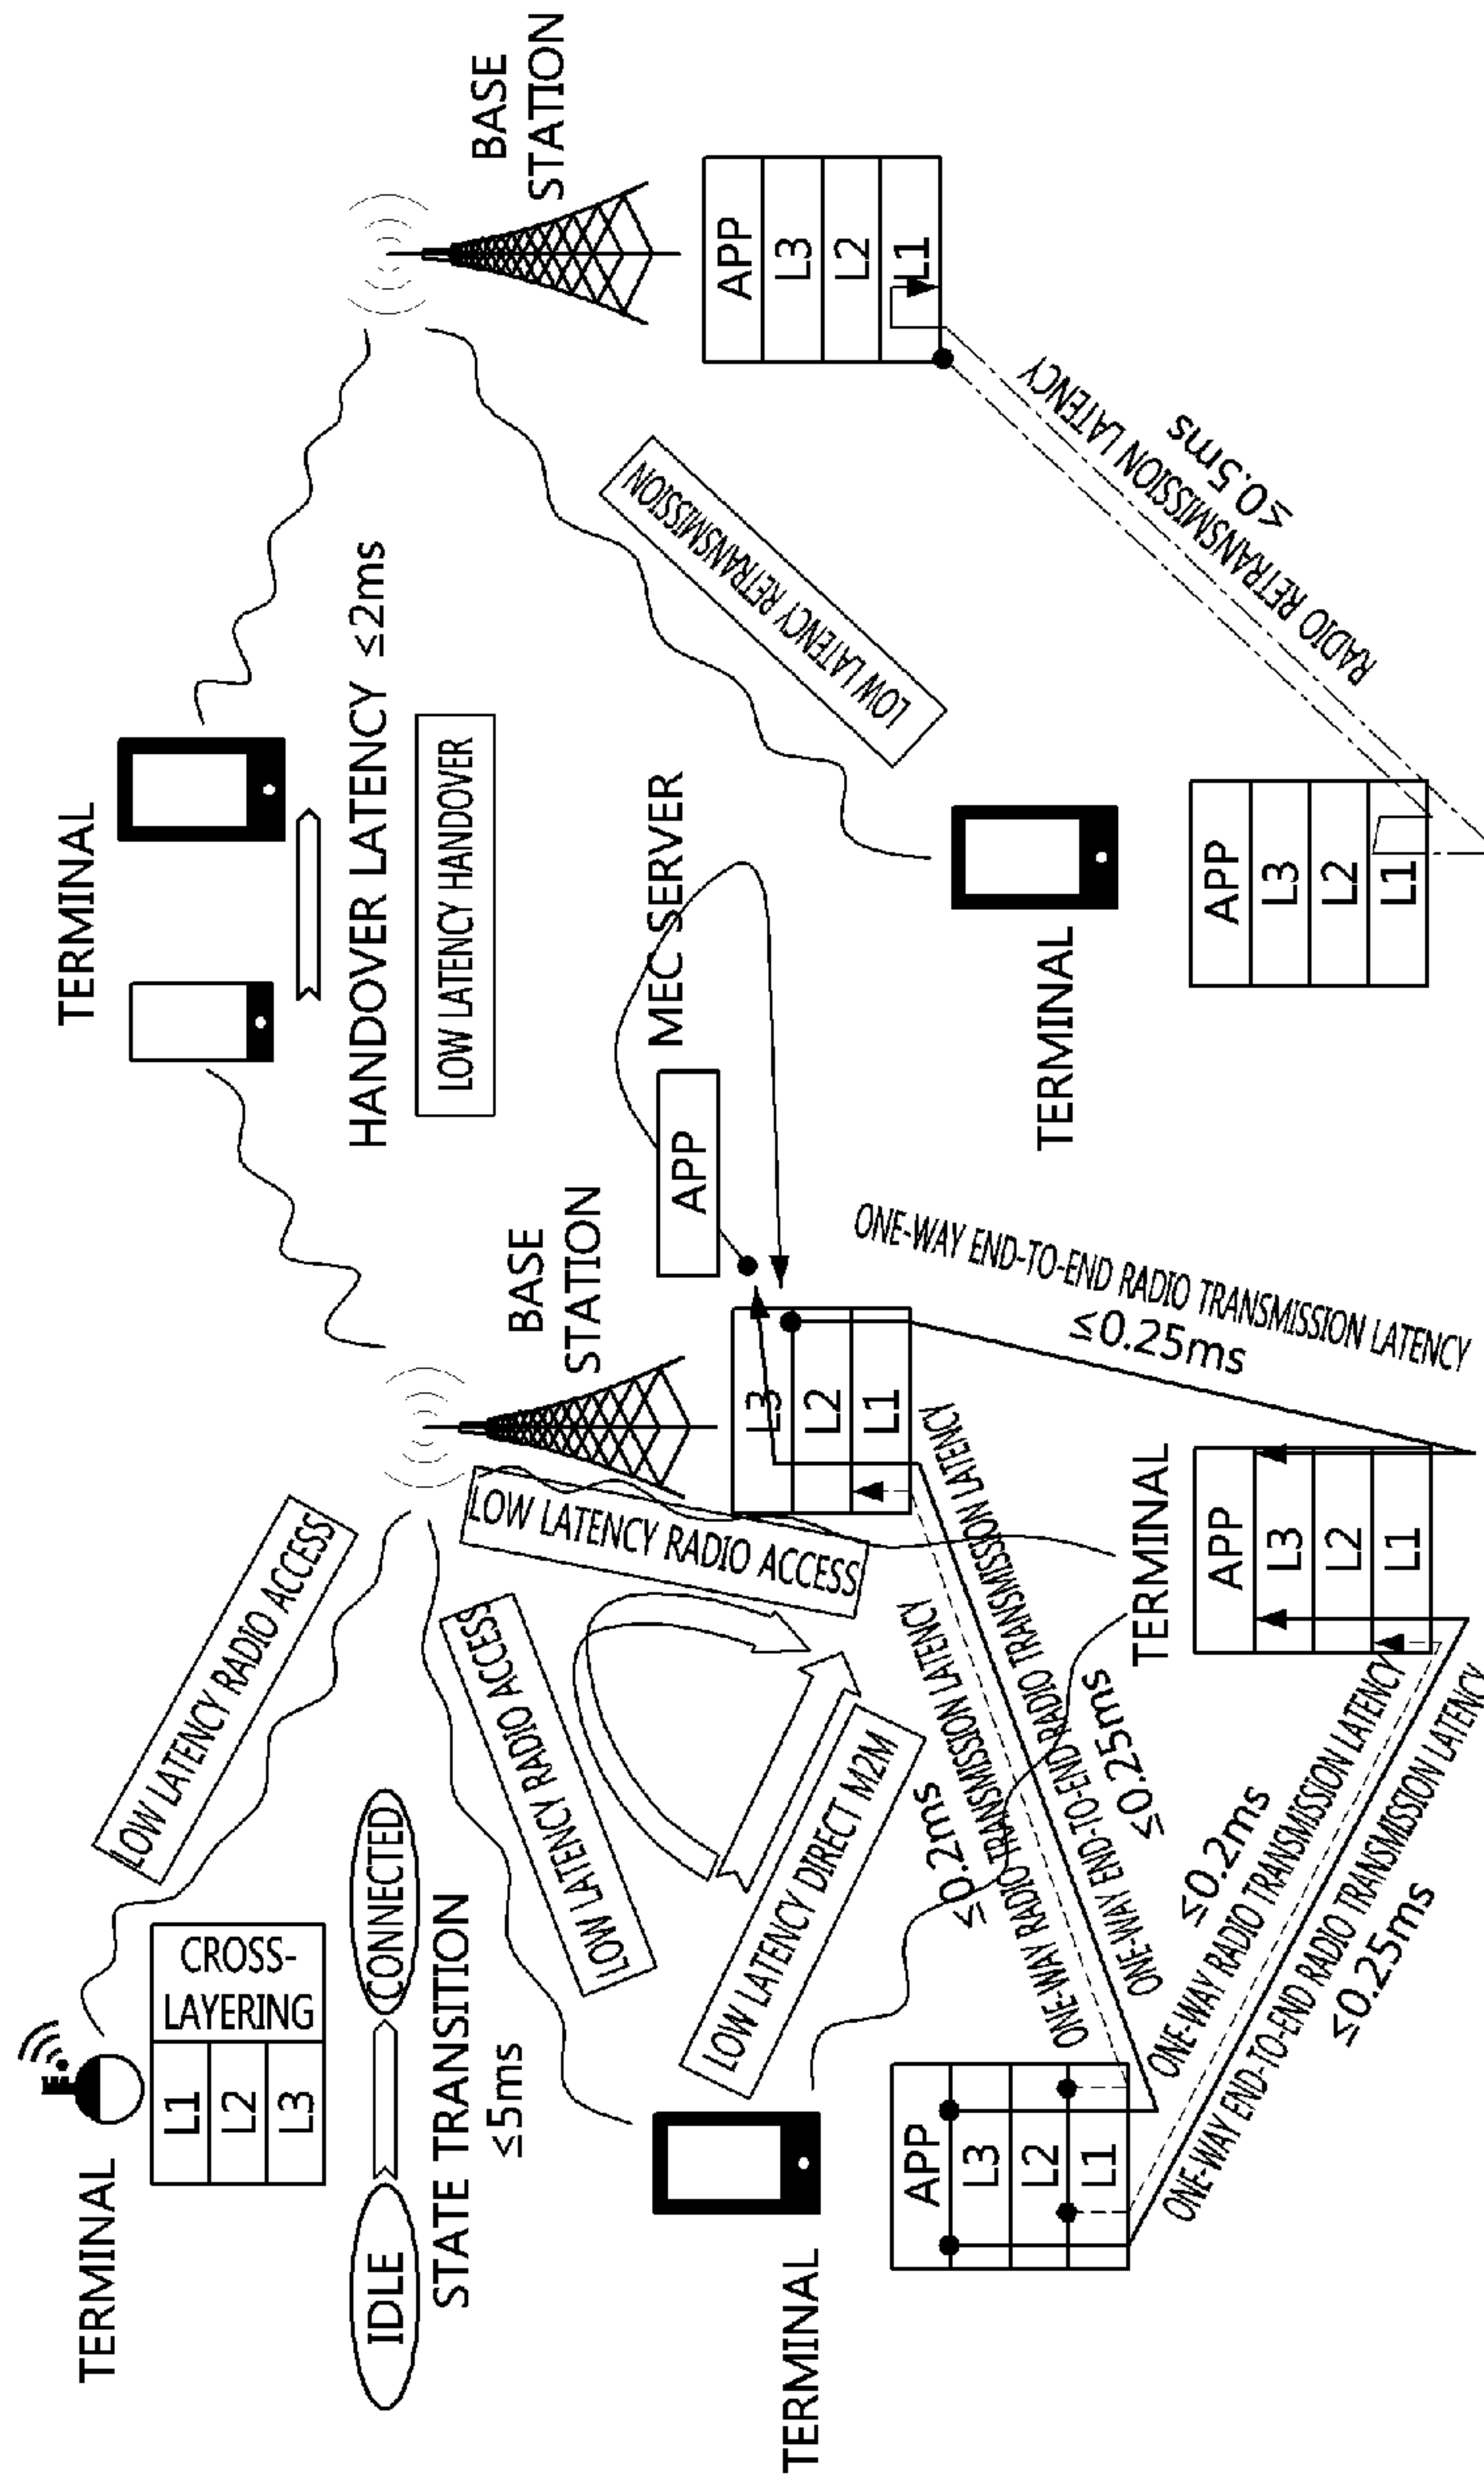 TERMINAL
L1
L2
L3
CROSS-
LAYERING
IDLE
CONNECTED
STATE TRANSITION
≤5ms
LOW LATENCY RADIO ACCESS
TERMINAL
HANDOVER LATENCY ≤2ms
LOW LATENCY HANDOVER
BASE
STATION
BASE
STATION
LOW LATENCY RADIO ACCESS
LOW LATENCY RADIO ACCESS
LOW LATENCY DIRECT M2M
APP
MEC SERVER
L3
L2
L1
LOW LATENCY RETRANSMISSION
APP
L3
L2
L1
TERMINAL
APP
L3
L2
L1
≤0.2ms
ONE-WAY RADIO TRANSMISSION LATENCY
ONE-WAY END-TO-END RADIO TRANSMISSION LATENCY
≤0.25ms
ONE-WAY END-TO-END RADIO TRANSMISSION LATENCY
≤0.25ms
TERMINAL
APP
L3
L2
L1
≤0.2ms
ONE-WAY RADIO TRANSMISSION LATENCY
ONE-WAY END-TO-END RADIO TRANSMISSION LATENCY
≤0.25ms
TERMINAL
APP
L3
L2
L1
RADIO RETRANSMISSION LATENCY
≤0.5ms